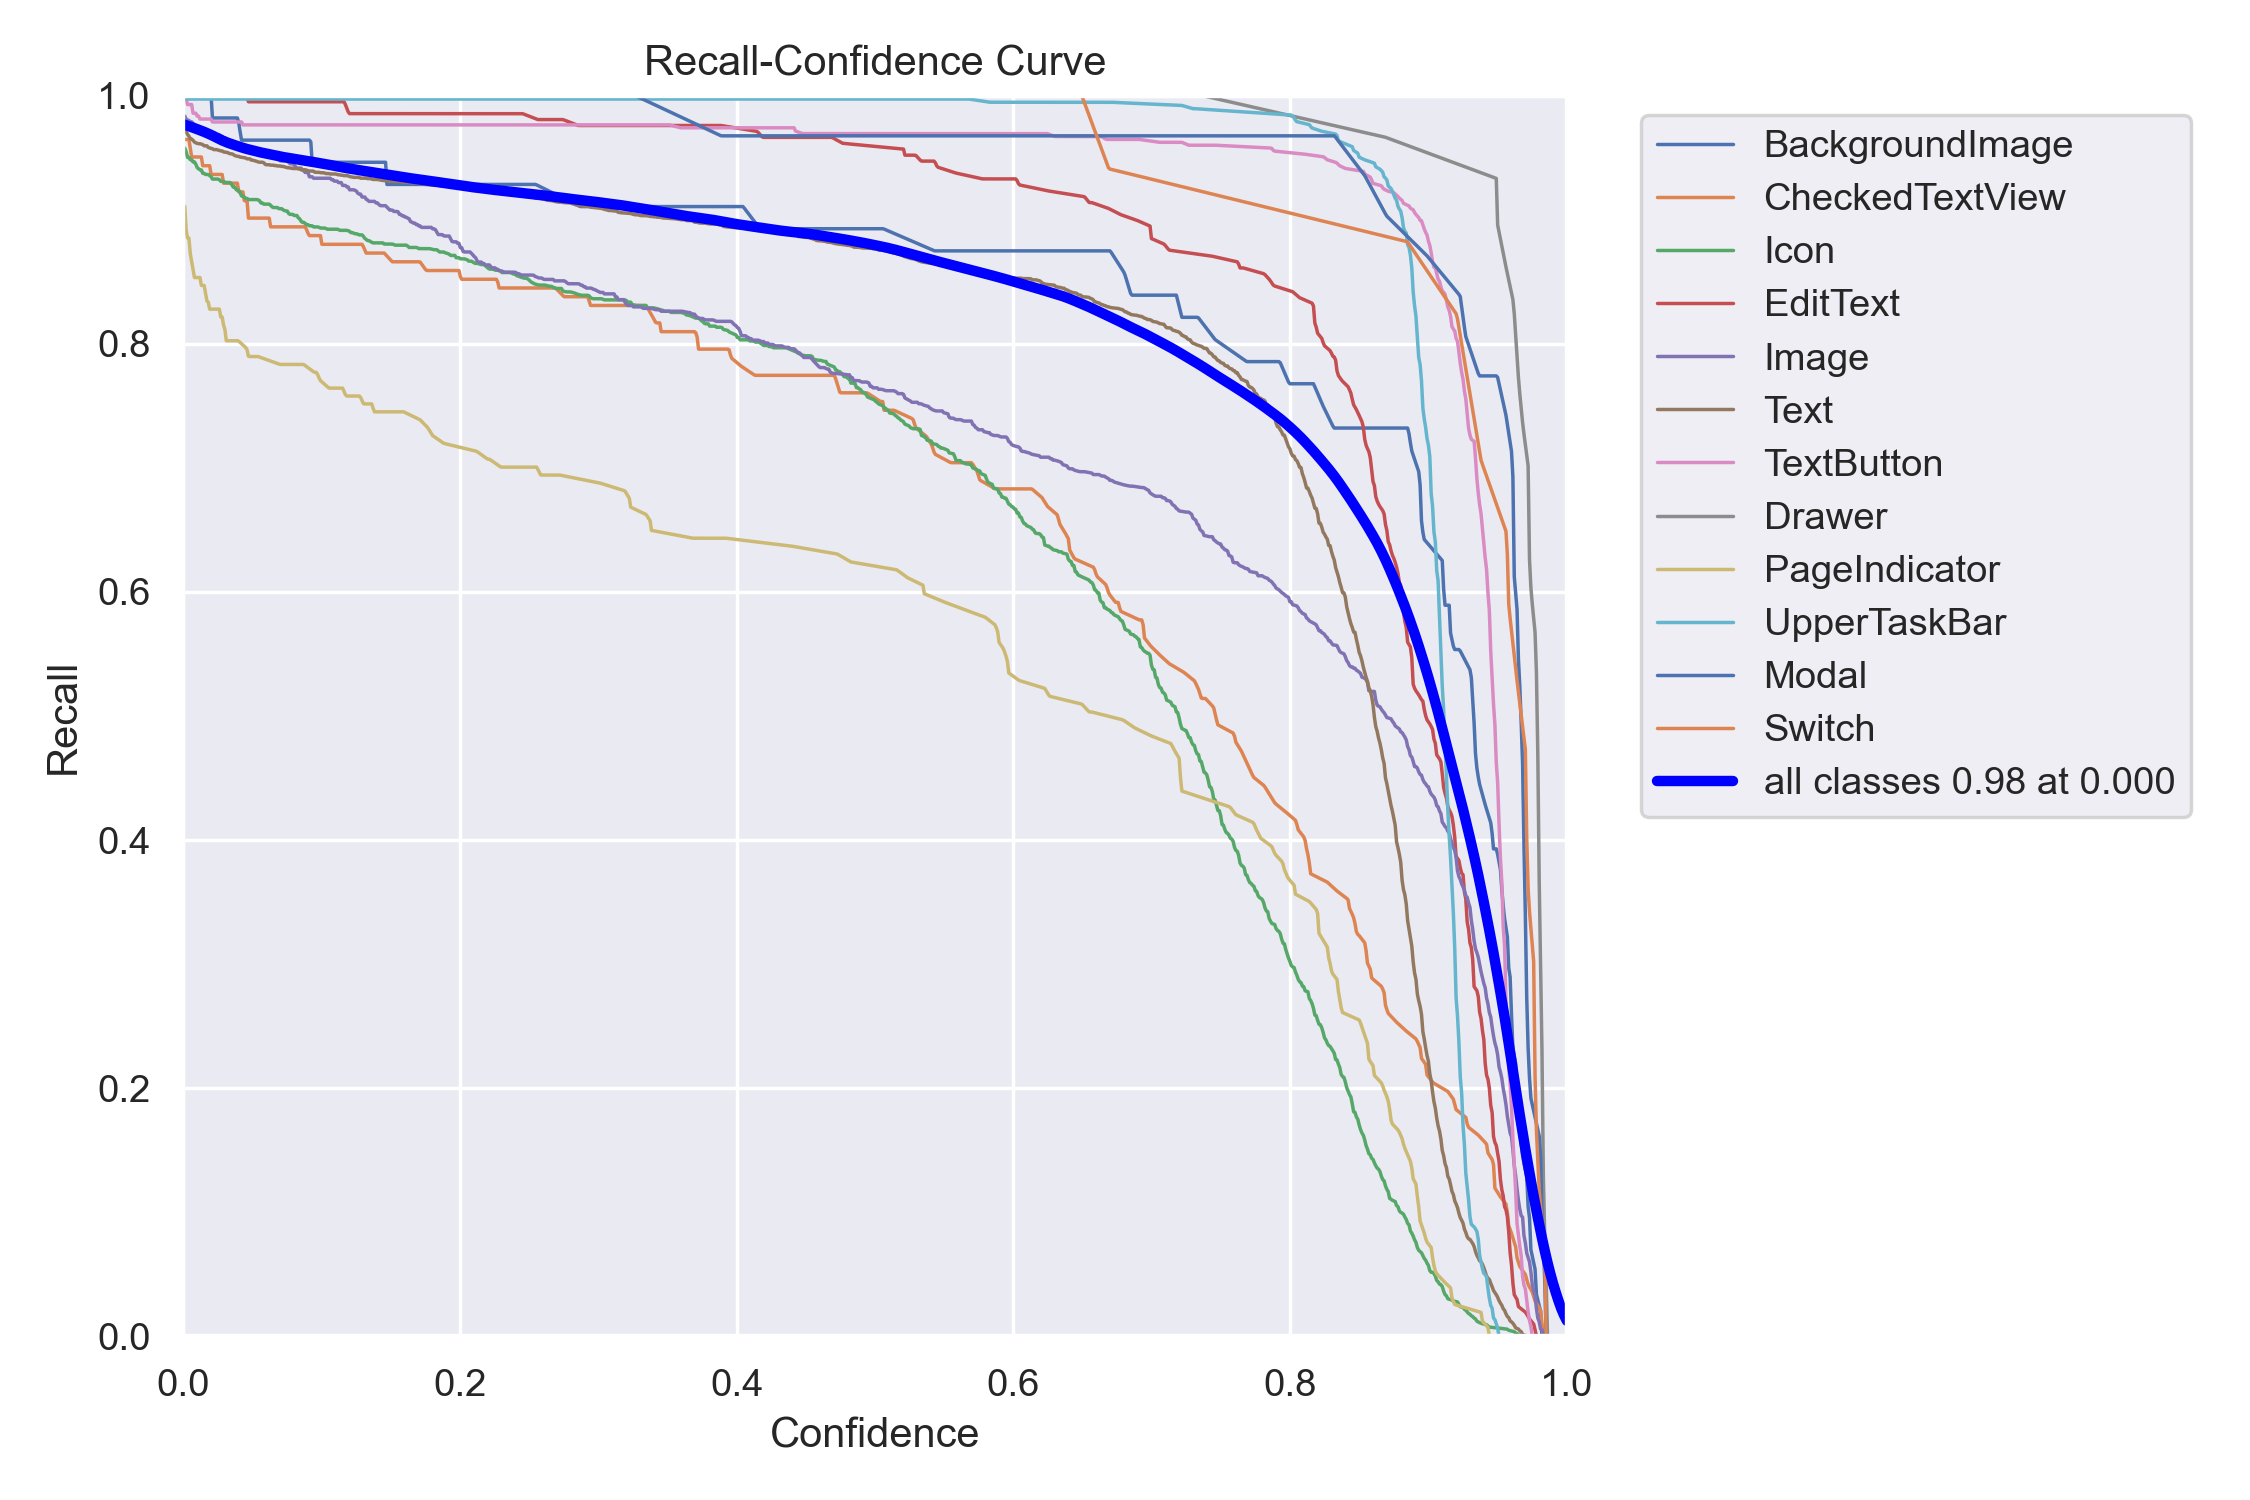 Recall-Confidence Curve
1.0
0.8
0.6
0.4
0.2
0.0
Recall
0.0 0.2 0.4 0.6 0.8 1.0
Confidence
BackgroundImage
CheckedTextView
Icon
EditText
Image
Text
TextButton
Drawer
PageIndicator
UpperTaskBar
Modal
Switch
all classes 0.98 at 0.000